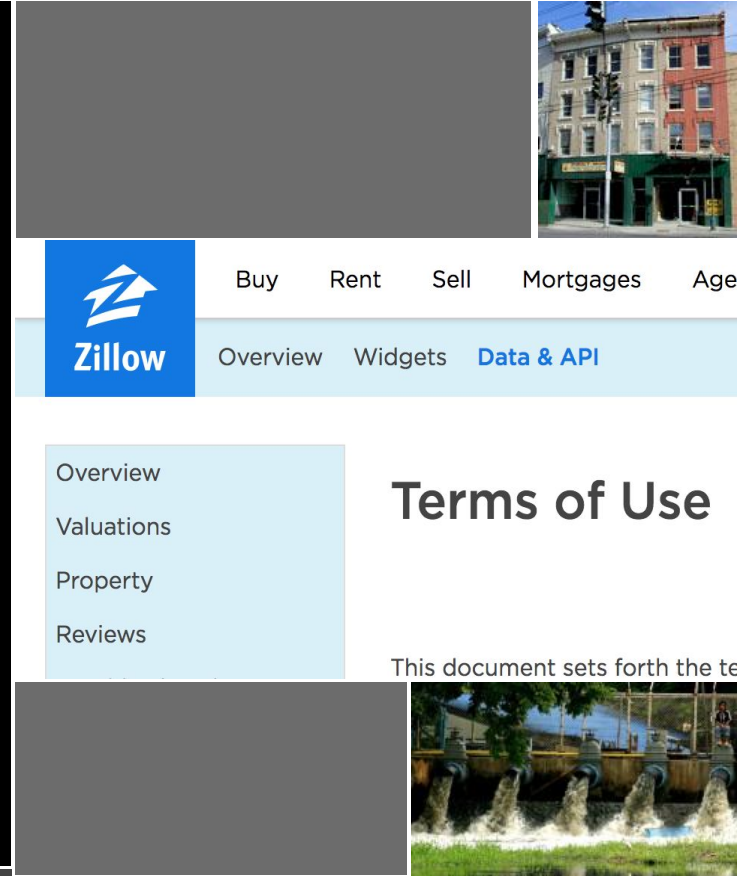 Buy Rent Sell Mortgages Age
Zillow
Overview Widgets Data & API
Overview
Valuations
Property
Reviews
Terms of Use
This document sets forth the te